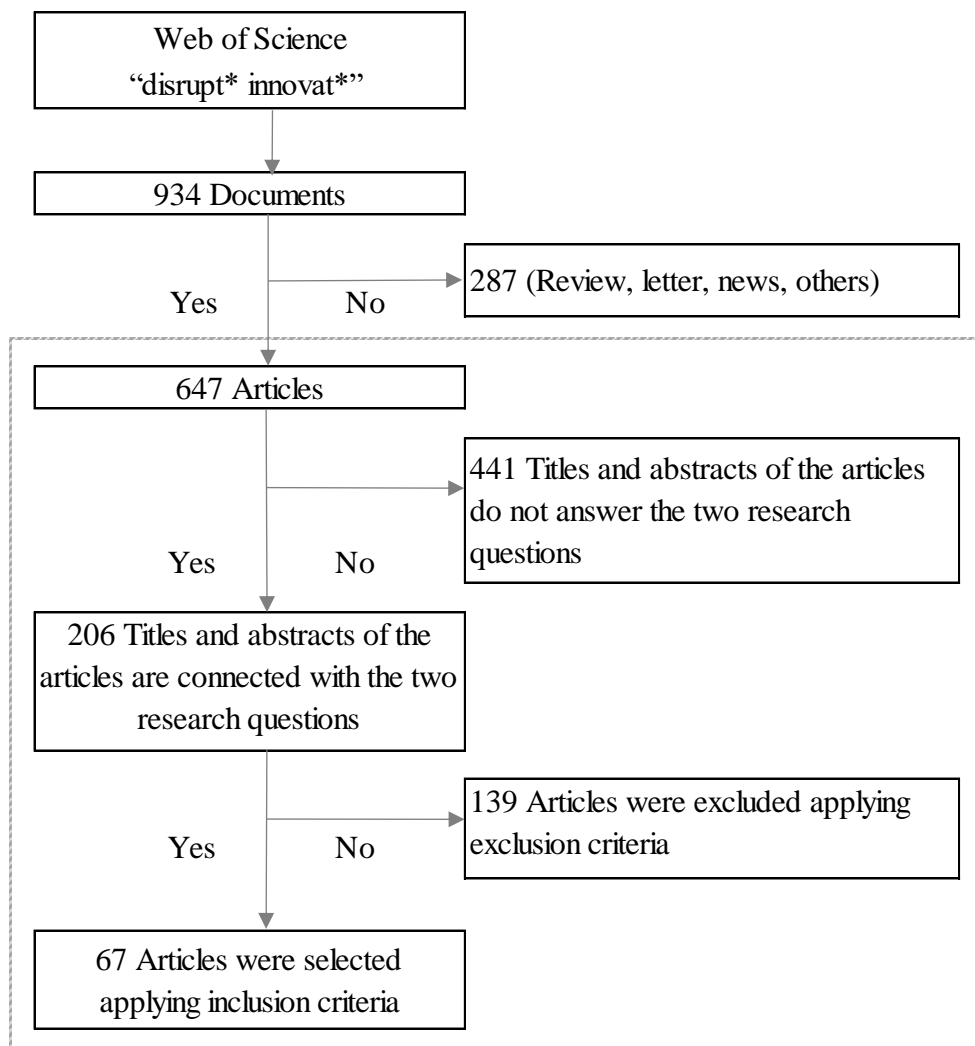 Web of Science
“disrupt* innovat*”
934 Documents
287 (Review, letter, news, others)
Yes
No
647 Articles
441 Titles and abstracts of the articles
do not answer the two research
questions
Yes
No
206 Titles and abstracts of the
articles are connected with the two
research questions
139 Articles were excluded applying
exclusion criteria
Yes
No
67 Articles were selected
applying inclusion criteria